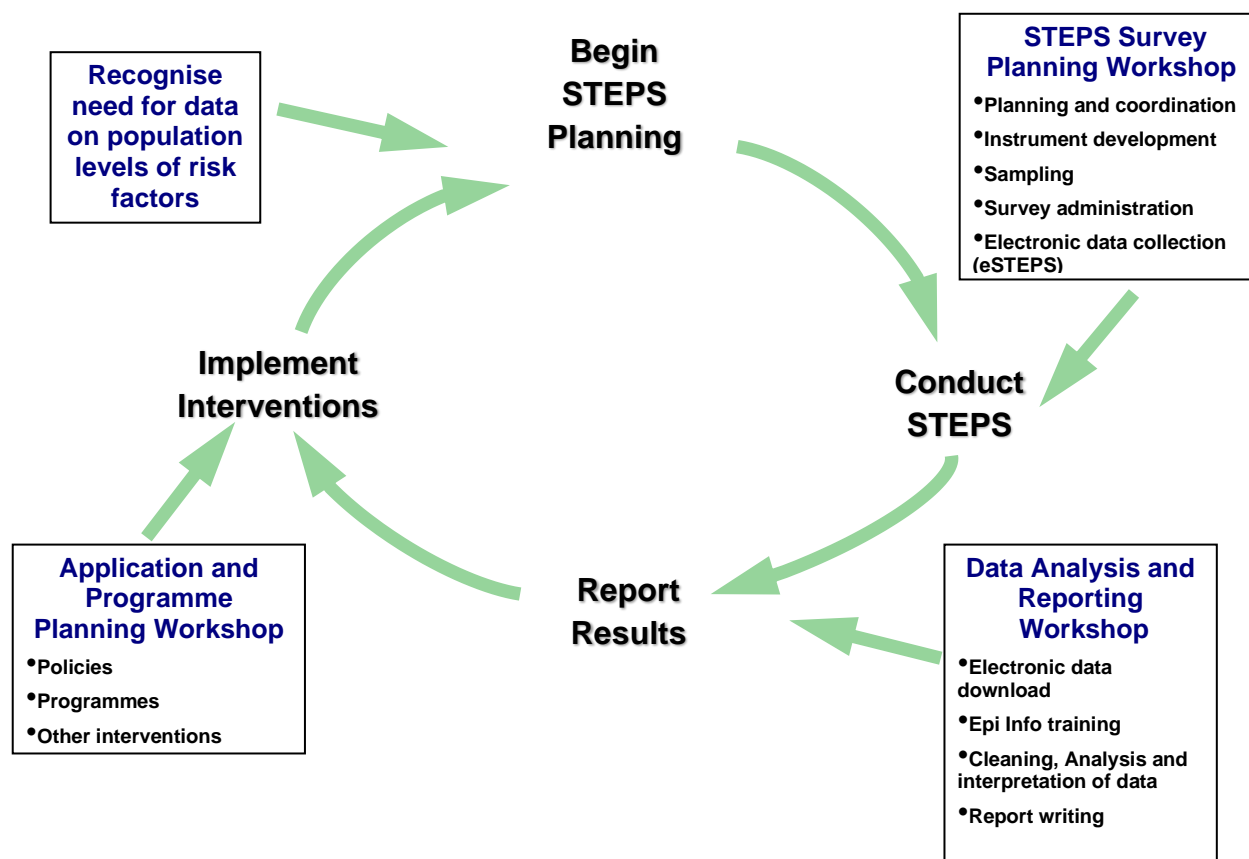 Recognise
need for data
on population
levels of risk
factors
Begin
STEPS
Planning
STEPS Survey
Planning Workshop
•Planning and coordination
•Instrument development
•Sampling
•Survey administration
•Electronic data collection
(eSTEPS)
Implement
Interventions
Conduct
STEPS
Application and
Programme
Planning Workshop
•Policies
•Programmes
•Other interventions
Report
Results
Data Analysis and
Reporting
Workshop
•Electronic data
download
•Epi Info training
•Cleaning, Analysis and
interpretation of data
•Report writing